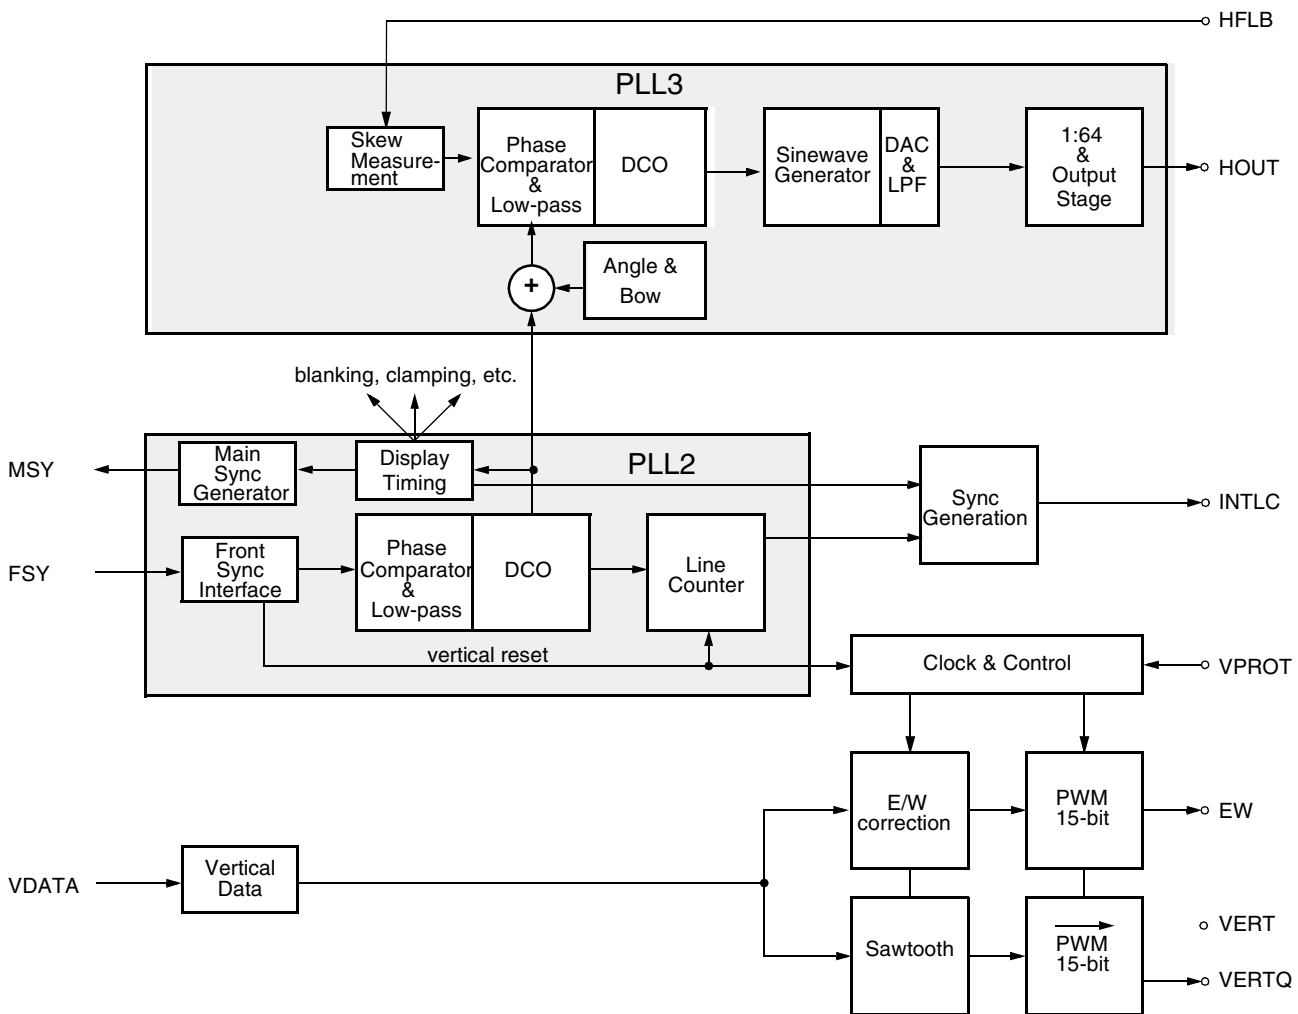 HFLB
PLL3
Skew
Measure-
ment
Phase
Comparator
&
Low-pass
DCO
Sinewave
Generator
DAC
&
LPF
1:64
&
Output
Stage
HOUT
+
Angle &
Bow
blanking, clamping, etc.
PLL2
MSY
Main
Sync
Generator
Display
Timing
Sync
Generation
INTLC
FSY
Front
Sync
Interface
Phase
Comparator
&
Low-pass
DCO
Line
Counter
vertical reset
Clock & Control
VPROT
E/W
correction
PWM
15-bit
EW
VDATA
Vertical
Data
Sawtooth
PWM
15-bit
VERT
VERTQ